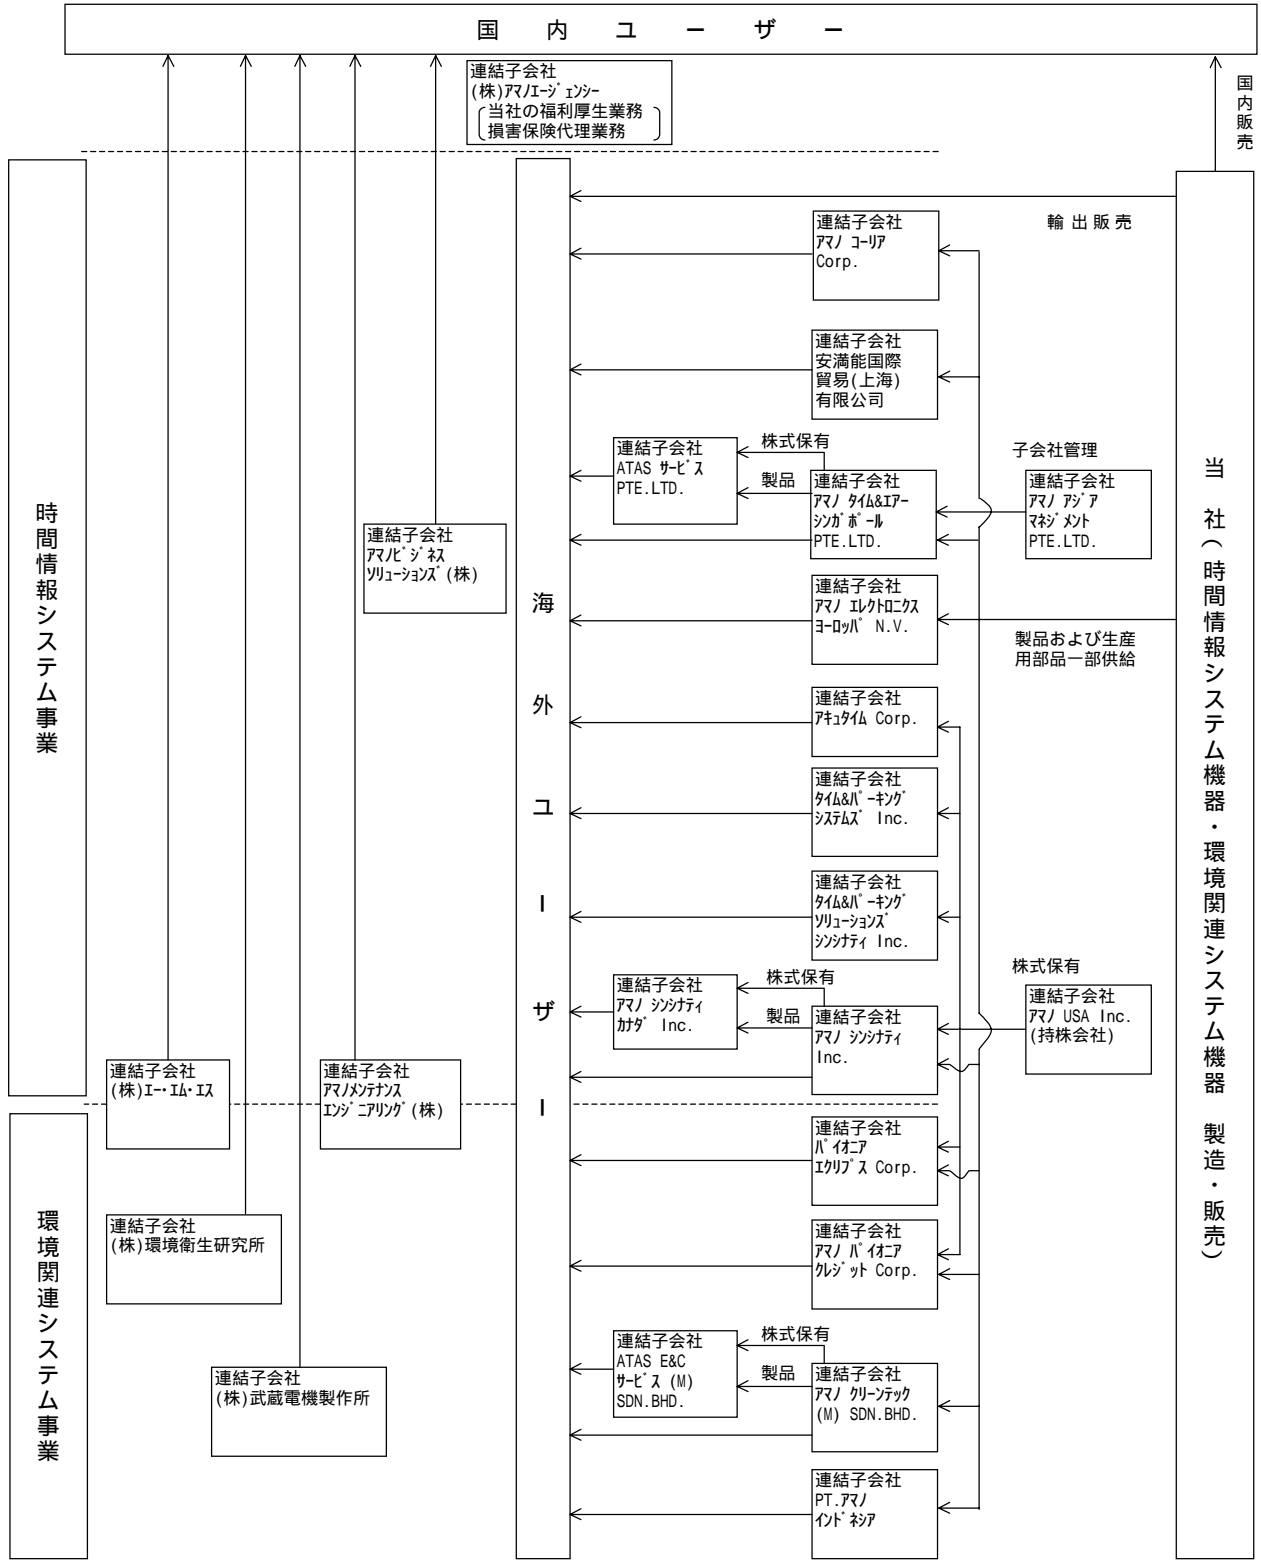 国内ユーザー
連結子会社
(株)ｱﾏﾉｴｰｼﾞｪﾝｼｰ
当社の福利厚生業務
損害保険代理業務
国内販売
輸出販売
連結子会社
ｱﾏﾉ ｺｰﾘｱ
Corp.
連結子会社
安満能国際
貿易(上海)
有限公司
株式保有
連結子会社
ATAS ｻｰﾋﾞｽ
PTE.LTD.
製品
連結子会社
ｱﾏﾉ ﾀｲﾑ&ｴｱｰ
ｼﾝｶﾞﾎﾟｰﾙ
PTE.LTD.
子会社管理
連結子会社
ｱﾏﾉ ｱｼﾞｱ
ﾏﾈｼﾞﾒﾝﾄ
PTE.LTD.
連結子会社
ｱﾏﾉﾋﾞｼﾞﾈｽ
ｿﾘｭｰｼｮﾝｽﾞ(株)
連結子会社
ｱﾏﾉ ｴﾚｸﾄﾛﾆｸｽ
ﾖｰﾛｯﾊﾟ N.V.
製品および生産
用部品一部供給
連結子会社
ｱｷｭﾀｲﾑ Corp.
連結子会社
ﾀｲﾑ&ﾊﾟｰｷﾝｸﾞ
ｼｽﾃﾑｽﾞ Inc.
連結子会社
ﾀｲﾑ&ﾊﾟｰｷﾝｸﾞ
ｿﾘｭｰｼｮﾝｽﾞ
ｼﾝｼﾅﾃｨ Inc.
株式保有
連結子会社
ｱﾏﾉ ｼﾝｼﾅﾃｨ
ｶﾅﾀﾞ Inc.
製品
連結子会社
ｱﾏﾉ ｼﾝｼﾅﾃｨ
Inc.
株式保有
連結子会社
ｱﾏﾉ USA Inc.
(持株会社)
連結子会社
(株)ｴｰ･ｴﾑ･ｴｽ
連結子会社
ｱﾏﾉﾒﾝﾃﾅﾝｽ
ｴﾝｼﾞﾆｱﾘﾝｸﾞ(株)
連結子会社
ﾊﾟｲｵﾆｱ
ｴｸﾘﾌﾟｽ Corp.
連結子会社
(株)環境衛生研究所
連結子会社
ｱﾏﾉ ﾊﾟｲｵﾆｱ
ｸﾚｼﾞｯﾄ Corp.
連結子会社
(株)武蔵電機製作所
株式保有
連結子会社
ATAS E&C
ｻｰﾋﾞｽ (M)
SDN.BHD.
製品
連結子会社
ｱﾏﾉ ｸﾘｰﾝﾃｯｸ
(M) SDN.BHD.
連結子会社
PT.ｱﾏﾉ
ｲﾝﾄﾞﾈｼｱ
時間情報システム事業
環境関連システム事業
海外ユーザー
当社(時間情報システム機器・環境関連システム機器 製造・販売)